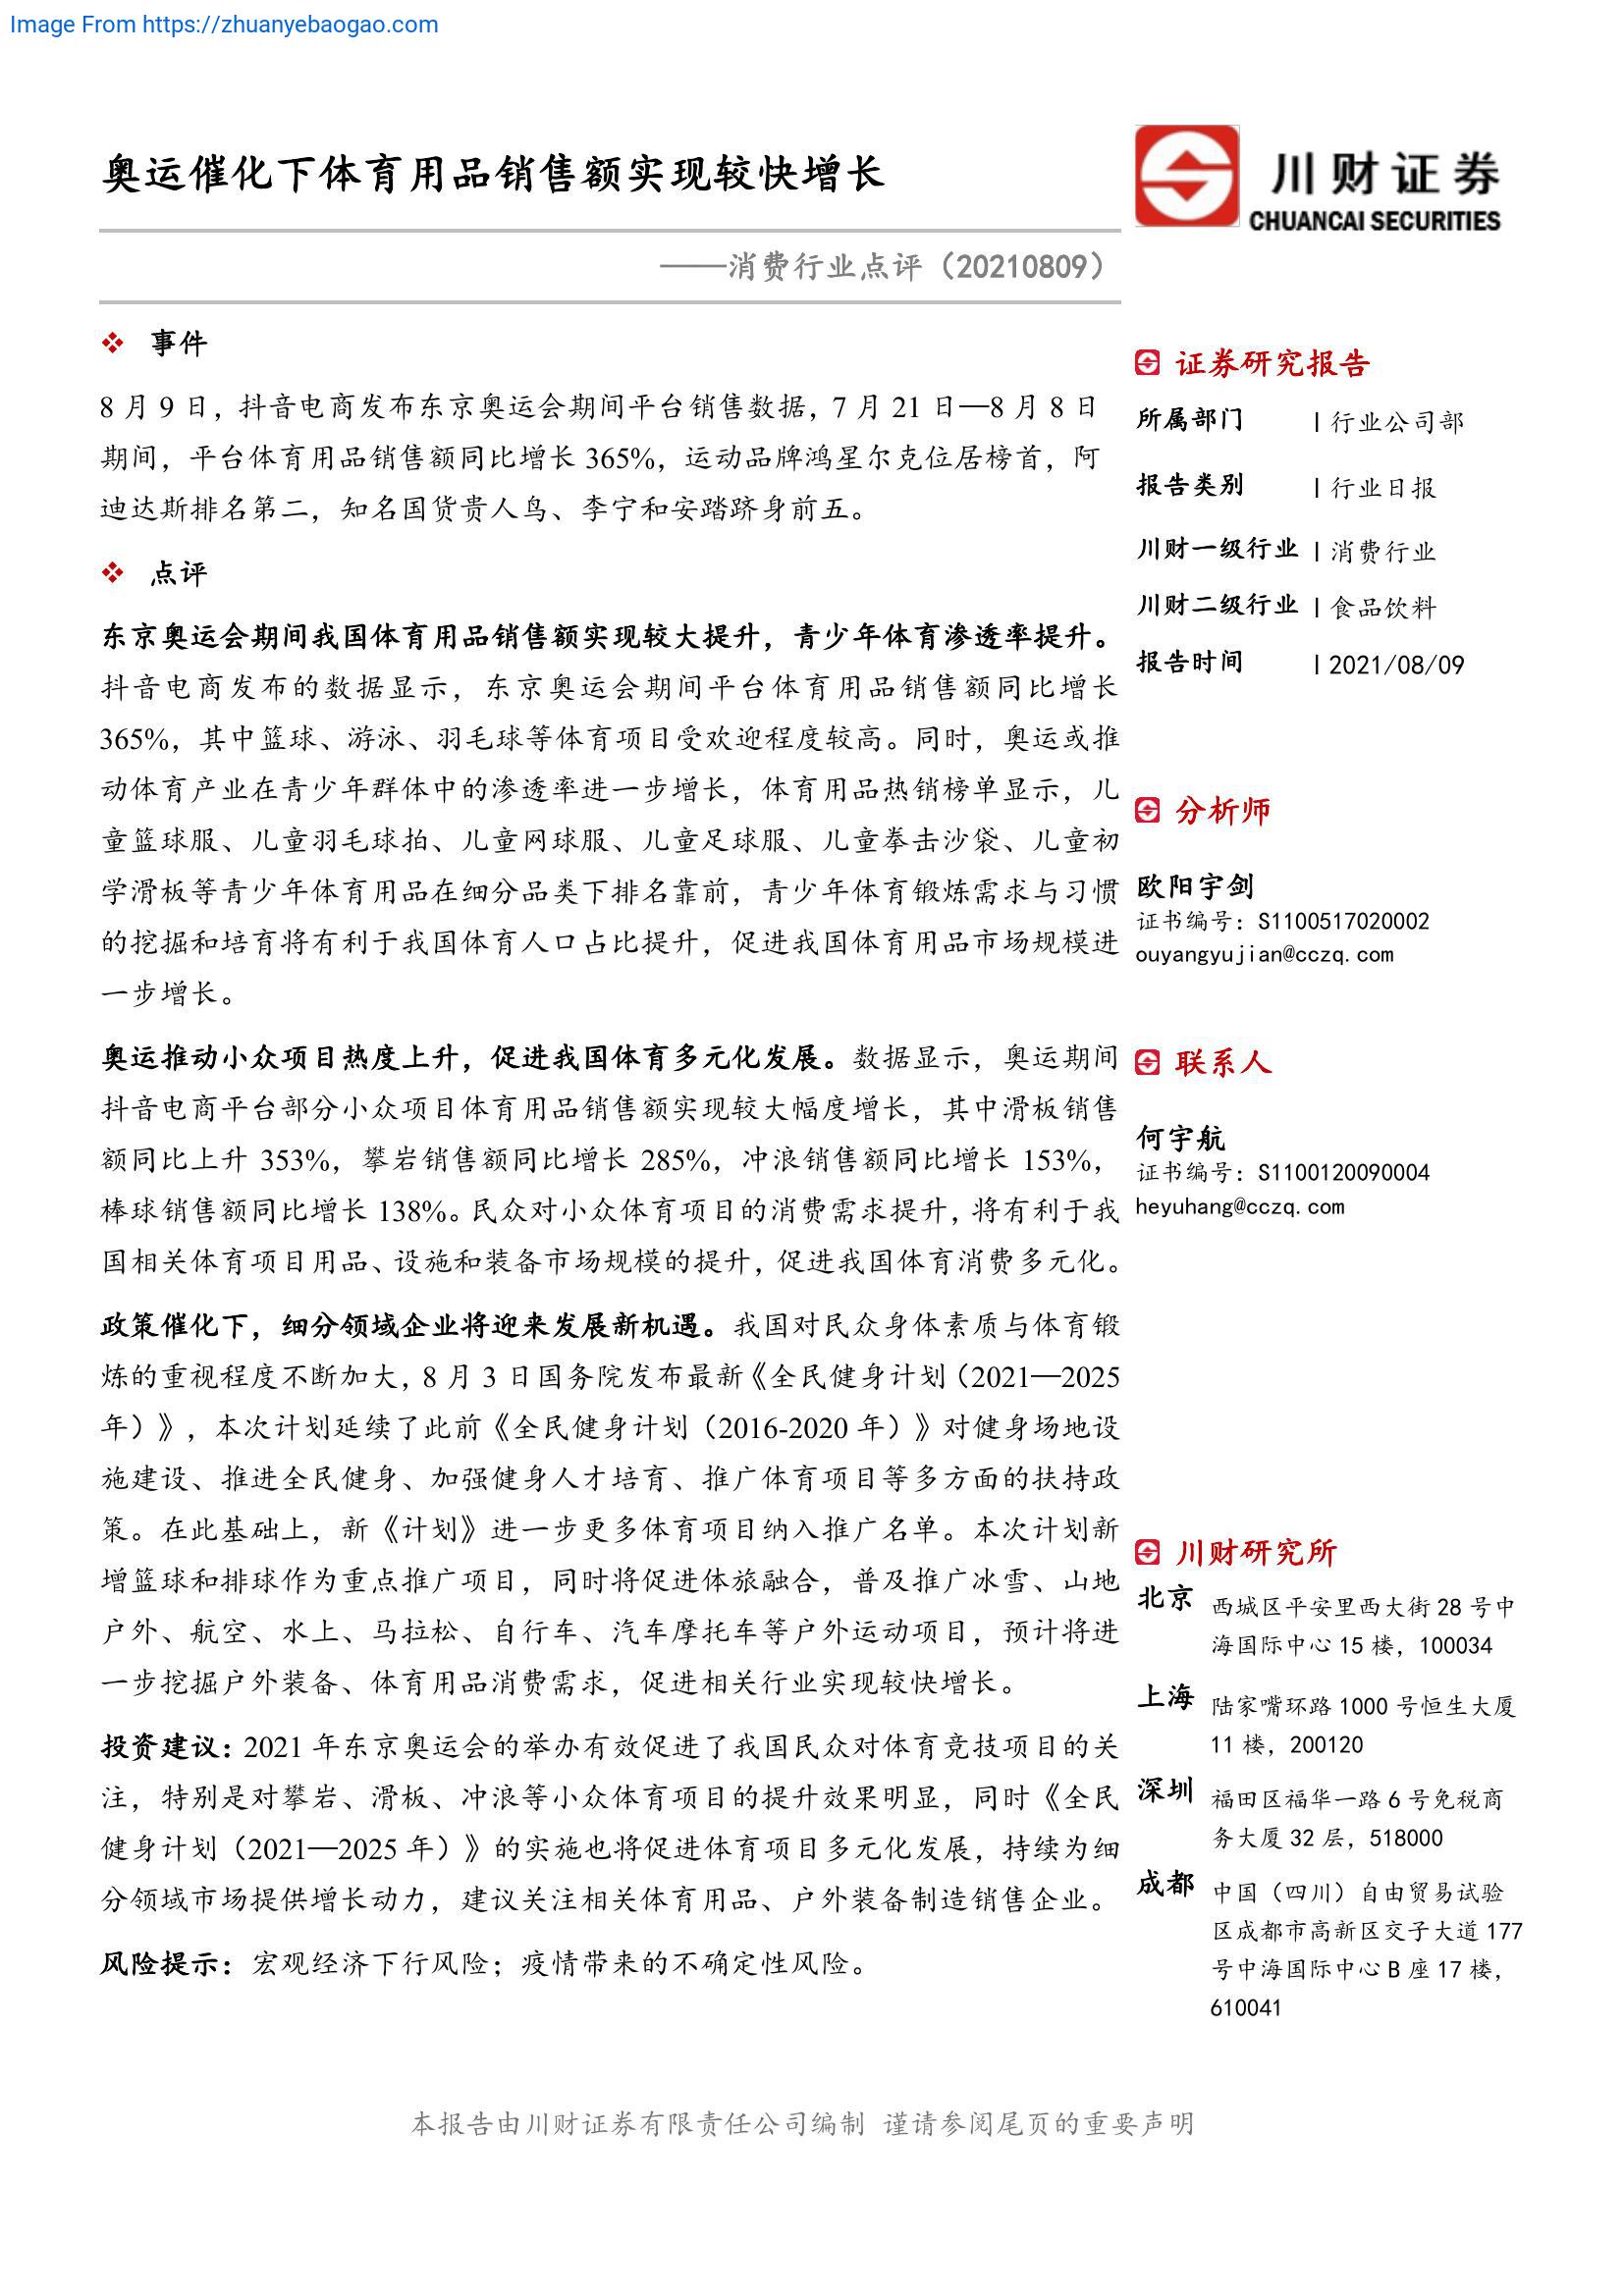 Image From https://zhuanyebaogao.com
奥运催化下体育用品销售额实现较快增长
——消费行业点评（20210809）
川财证券
CHUANCAI SECURITIES
事件
8 月 9 日，抖音电商发布东京奥运会期间平台销售数据，7 月 21 日—8 月 8 日
期间，平台体育用品销售额同比增长 365%，运动品牌鸿星尔克位居榜首，阿
迪达斯排名第二，知名国货贵人鸟、李宁和安踏跻身前五。
点评
东京奥运会期间我国体育用品销售额实现较大提升，青少年体育渗透率提升。
抖音电商发布的数据显示，东京奥运会期间平台体育用品销售额同比增长
365%，其中篮球、游泳、羽毛球等体育项目受欢迎程度较高。同时，奥运或推
动体育产业在青少年群体中的渗透率进一步增长，体育用品热销榜单显示，儿
童篮球服、儿童羽毛球拍、儿童网球服、儿童足球服、儿童拳击沙袋、儿童初
学滑板等青少年体育用品在细分品类下排名靠前，青少年体育锻炼需求与习惯
的挖掘和培育将有利于我国体育人口占比提升，促进我国体育用品市场规模进
一步增长。
奥运推动小众项目热度上升，促进我国体育多元化发展。数据显示，奥运期间
抖音电商平台部分小众项目体育用品销售额实现较大幅度增长，其中滑板销售
额同比上升 353%，攀岩销售额同比增长 285%，冲浪销售额同比增长 153%，
棒球销售额同比增长 138%。民众对小众体育项目的消费需求提升，将有利于我
国相关体育项目用品、设施和装备市场规模的提升，促进我国体育消费多元化。
政策催化下，细分领域企业将迎来发展新机遇。我国对民众身体素质与体育锻
炼的重视程度不断加大，8 月 3 日国务院发布最新《全民健身计划（2021—2025
年）》，本次计划延续了此前《全民健身计划（2016-2020 年）》对健身场地设
施建设、推进全民健身、加强健身人才培育、推广体育项目等多方面的扶持政
策。在此基础上，新《计划》进一步更多体育项目纳入推广名单。本次计划新
增篮球和排球作为重点推广项目，同时将促进体旅融合，普及推广冰雪、山地
户外、航空、水上、马拉松、自行车、汽车摩托车等户外运动项目，预计将进
一步挖掘户外装备、体育用品消费需求，促进相关行业实现较快增长。
投资建议：2021 年东京奥运会的举办有效促进了我国民众对体育竞技项目的关
注，特别是对攀岩、滑板、冲浪等小众体育项目的提升效果明显，同时《全民
健身计划（2021—2025 年）》的实施也将促进体育项目多元化发展，持续为细
分领域市场提供增长动力，建议关注相关体育用品、户外装备制造销售企业。
风险提示：宏观经济下行风险；疫情带来的不确定性风险。
证券研究报告
所属部门 | 行业公司部
报告类别 | 行业日报
川财一级行业 | 消费行业
川财二级行业 | 食品饮料
报告时间 | 2021/08/09
分析师
欧阳宇剑
证书编号：S1100517020002
ouyangyujian@cczq.com
联系人
何宇航
证书编号：S1100120090004
heyuhang@cczq.com
川财研究所
北京 西城区平安里西大街 28 号中
海国际中心 15 楼，100034
上海 陆家嘴环路 1000 号恒生大厦
11 楼，200120
深圳 福田区福华一路 6 号免税商
务大厦 32 层，518000
成都 中国（四川）自由贸易试验
区成都市高新区交子大道 177
号中海国际中心 B 座 17 楼，
610041
本报告由川财证券有限责任公司编制 谨请参阅尾页的重要声明